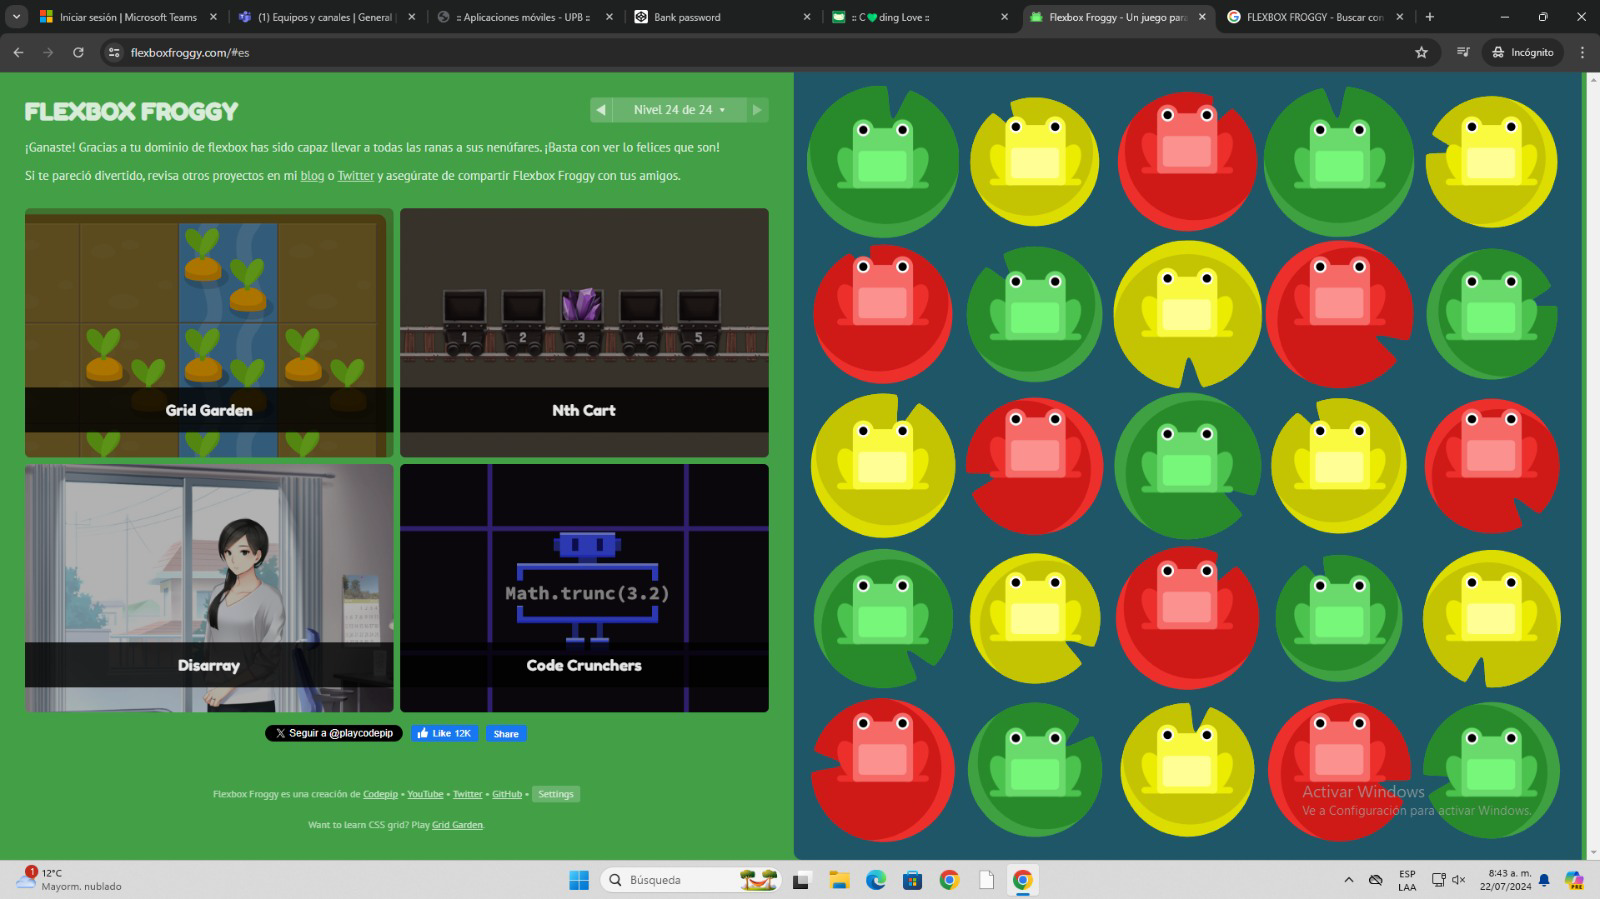 Iniciar sesión | Microsoft Teams
(1) Equipos y canales | General |
:: Aplicaciones móviles - UPB ::
Bank password
:: C💚ding Love ::
Flexbox Froggy - Un juego para
FLEXBOX FROGGY - Buscar con
flexboxfroggy.com/#es
Incógnito
FLEXBOX FROGGY
Nivel 24 de 24
¡Ganaste! Gracias a tu dominio de flexbox has sido capaz llevar a todas las ranas a sus nenúfares. ¡Basta con ver lo felices que son!
Si te pareció divertido, revisa otros proyectos en mi blog o Twitter y asegúrate de compartir Flexbox Froggy con tus amigos.
1 2 3 4 5
Grid Garden
Nth Cart
Math.trunc(3.2)
Disarray
Code Crunchers
X Seguir a @playcodepip
Like 12K
Share
Flexbox Froggy es una creación de Codepip • YouTube • Twitter • GitHub • Settings
Want to learn CSS grid? Play Grid Garden.
Activar Windows
Ve a Configuración para activar Windows.
1
12°C
Mayorm. nublado
Búsqueda
ESP
LAA
8:43 a. m.
22/07/2024
PRE